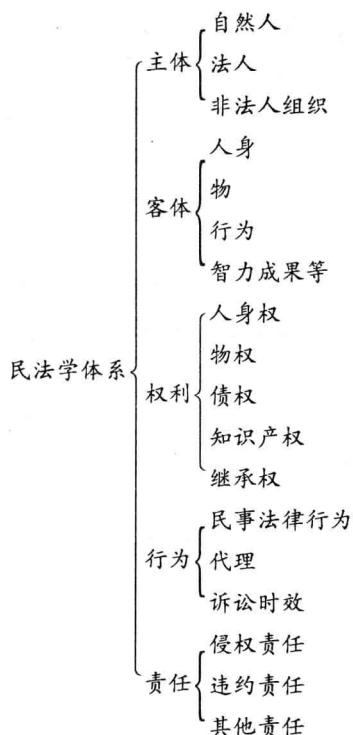 自然人
主体
法人
非法人组织
人身
物
客体
行为
智力成果等
人身权
物权
民法学体系
权利
债权
知识产权
继承权
民事法律行为
行为
代理
诉讼时效
侵权责任
责任
违约责任
其他责任